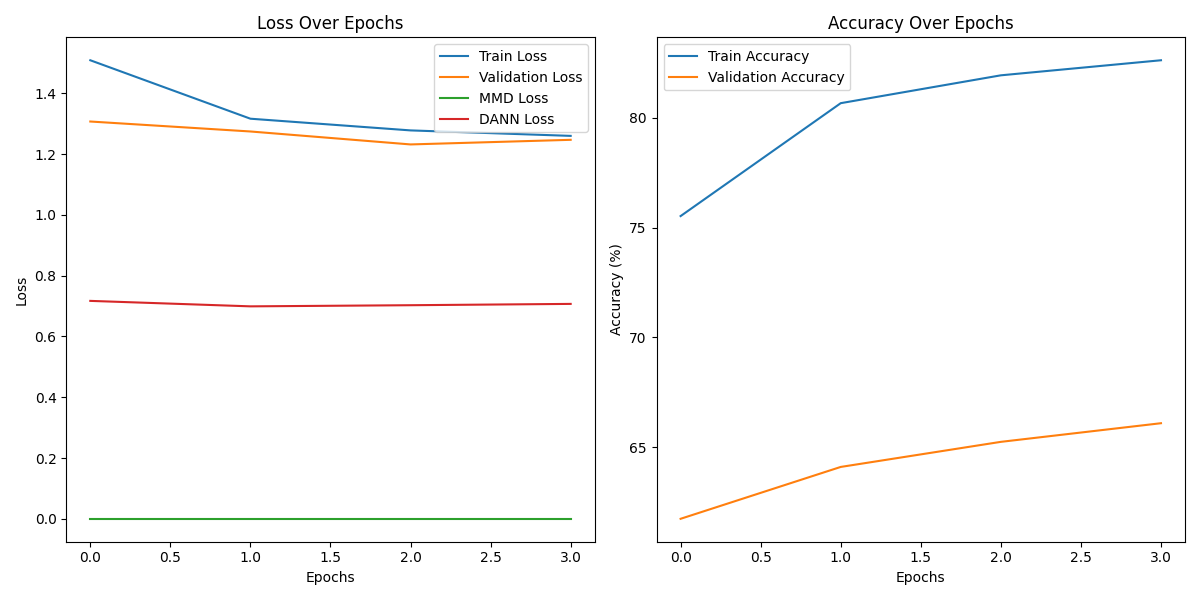 Loss Over Epochs
Train Loss
Validation Loss
MMD Loss
DANN Loss
1.4
1.2
1.0
0.8
0.6
0.4
0.2
0.0
Loss
0.0 0.5 1.0 1.5 2.0 2.5 3.0
Epochs
Accuracy Over Epochs
Train Accuracy
Validation Accuracy
80
75
70
65
Accuracy (%)
0.0 0.5 1.0 1.5 2.0 2.5 3.0
Epochs